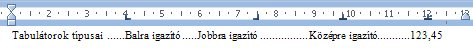 1 2 3 4 5 6 7 8 9 10 11 12 13
Tabulátorok típusai .....Balra igazító ....Jobbra igazító ................Középre igazító..........123,45